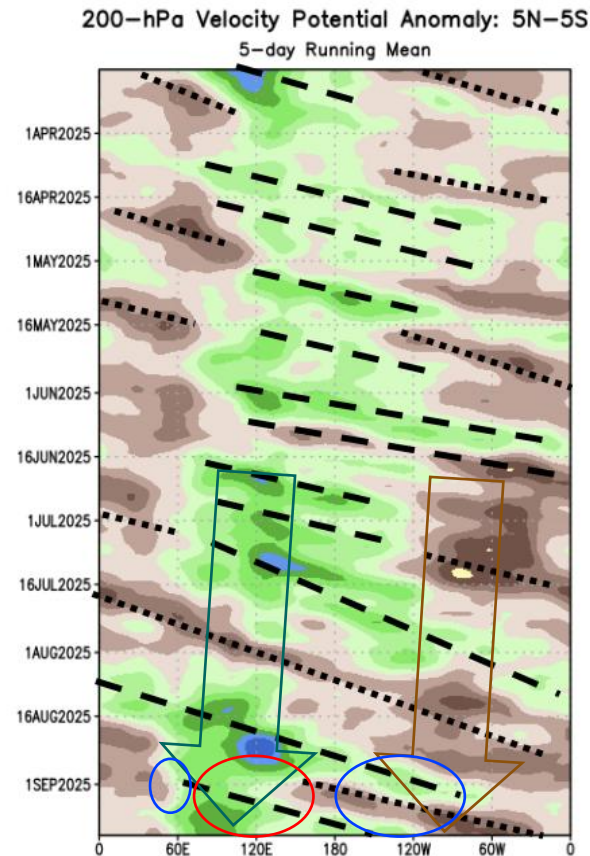 200-hPa Velocity Potential Anomaly: 5N-5S
5-day Running Mean
1APR2025
16APR2025
1MAY2025
16MAY2025
1JUN2025
16JUN2025
1JUL2025
16JUL2025
1AUG2025
16AUG2025
1SEP2025
0 60E 120E 180 120W 60W 0